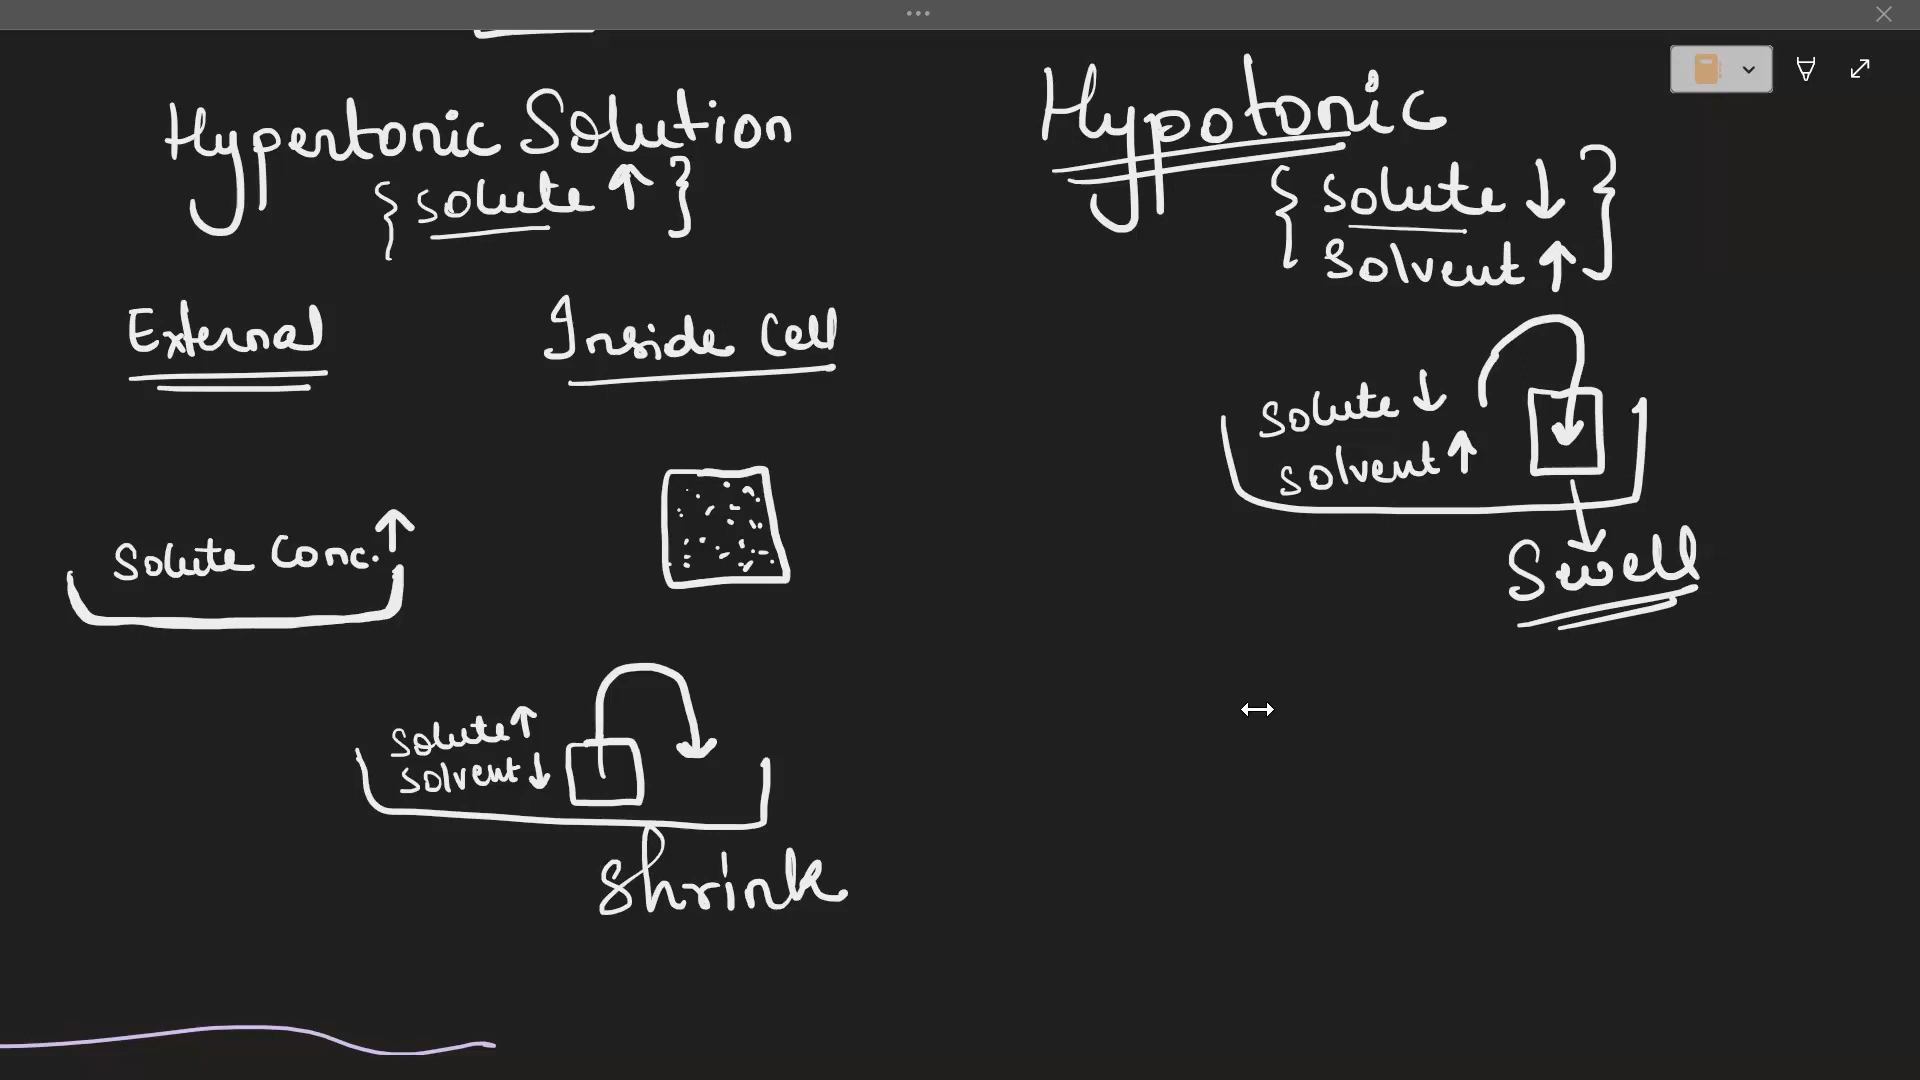 Hypertonic Solution
{ solute ↑ }
External
Inside Cell
Solute Conc. ↑
Solute ↑
Solvent ↓
Shrink
Hypotonic
{ Solute ↓
Solvent ↑ }
Solute ↓
Solvent ↑
Swell